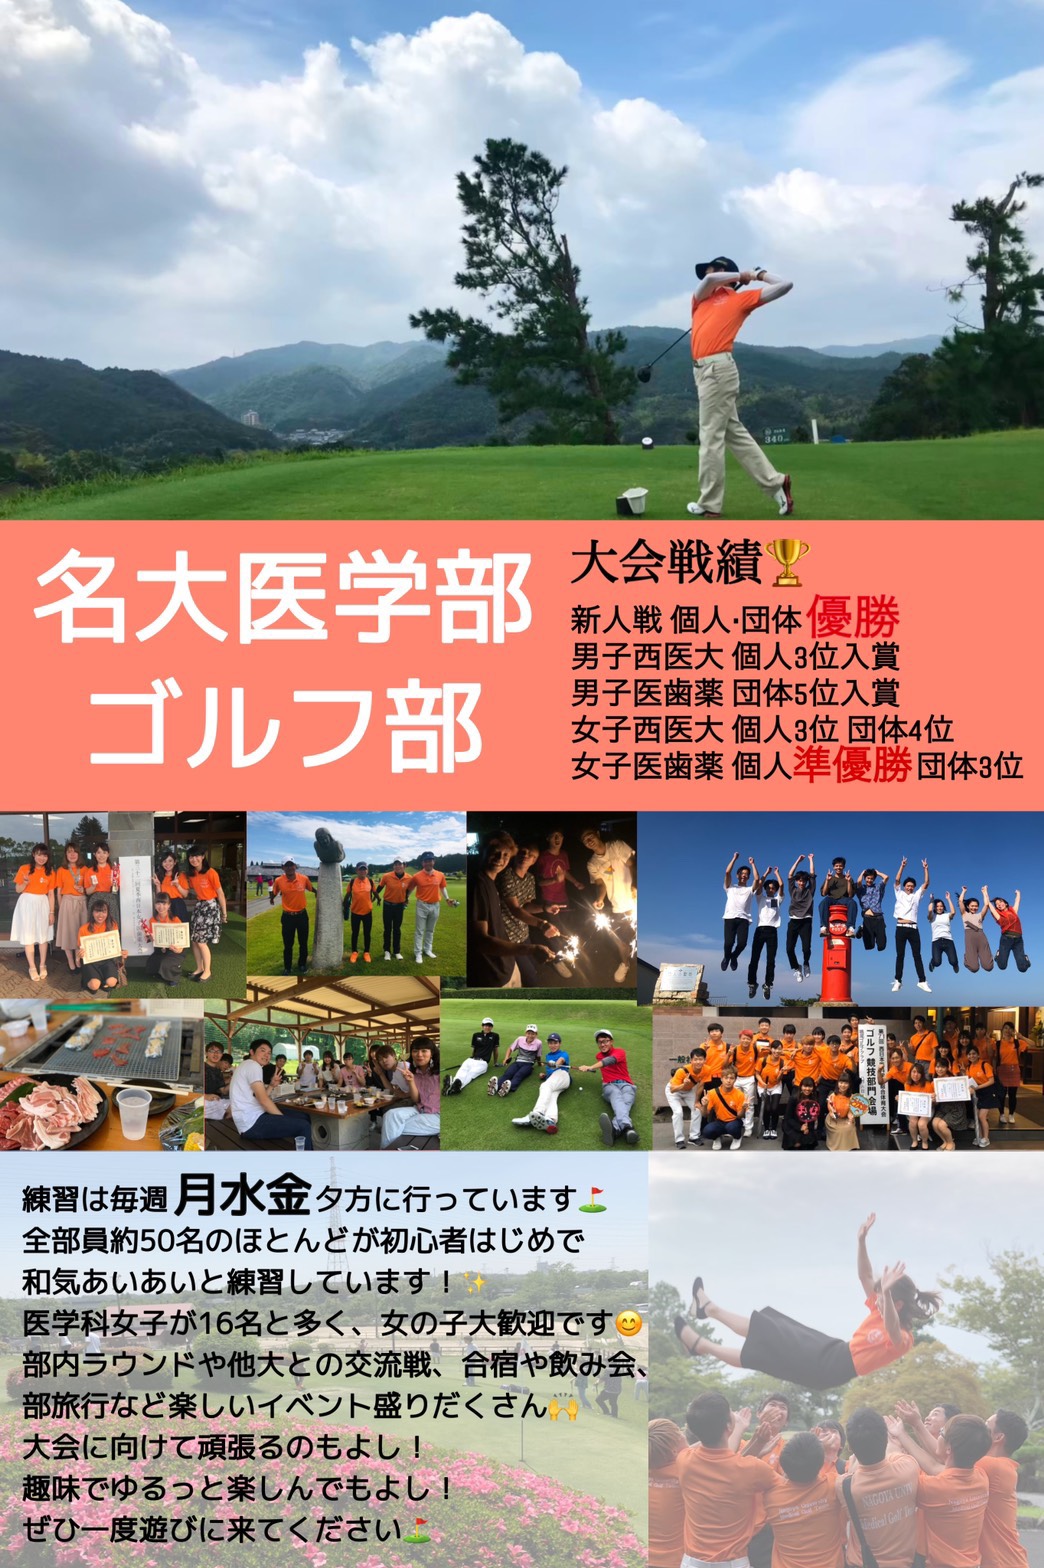 340
名大医学部
ゴルフ部
大会戦績🏆
新人戦 個人・団体 優勝
男子西医大 個人3位入賞
男子医歯薬 団体5位入賞
女子西医大 個人3位 団体4位
女子医歯薬 個人準優勝 団体3位
ゴルフ競技部門会場
練習は毎週 月水金 夕方に行っています⛳
全部員約50名のほとんどが初心者はじめで
和気あいあいと練習しています！✨
医学科女子が16名と多く、女の子大歓迎です😊
部内ラウンドや他大との交流戦、合宿や飲み会、
部旅行など楽しいイベント盛りだくさん🙌
大会に向けて頑張るのもよし！
趣味でゆるっと楽しんでもよし！
ぜひ一度遊びに来てください⛳